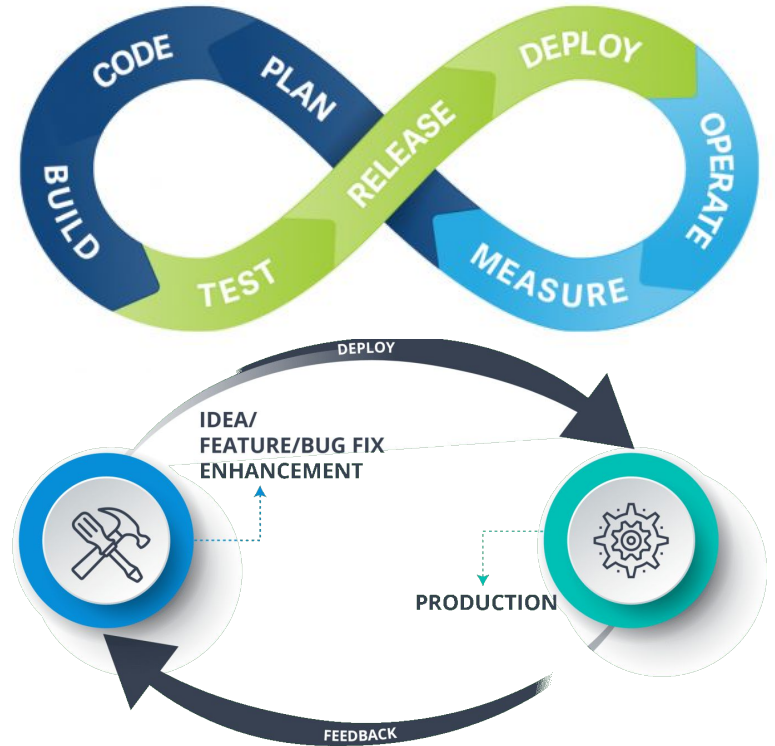 CODE
PLAN
DEPLOY
OPERATE
RELEASE
BUILD
TEST
MEASURE
DEPLOY
IDEA/
FEATURE/BUG FIX
ENHANCEMENT
PRODUCTION
FEEDBACK